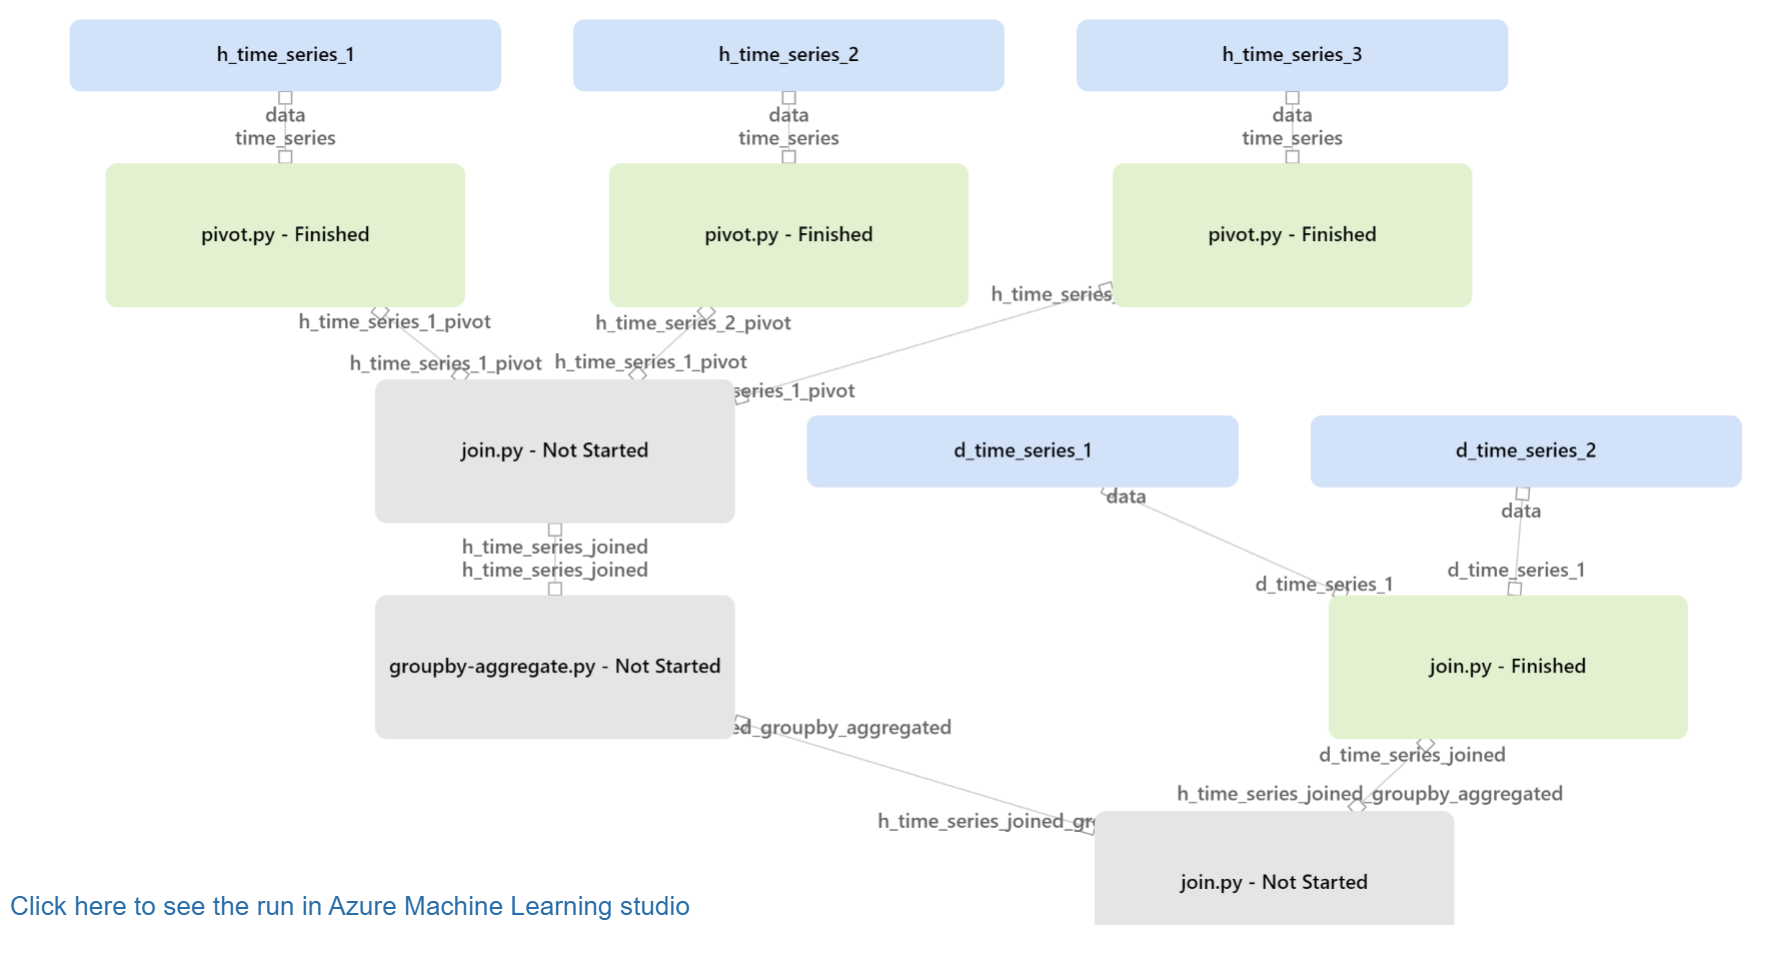 h_time_series_1
h_time_series_2
h_time_series_3
data
time_series
data
time_series
data
time_series
pivot.py - Finished
pivot.py - Finished
pivot.py - Finished
h_time_series_
h_time_series_1_pivot
h_time_series_2_pivot
h_time_series_1_pivot
h_time_series_1_pivot
series_1_pivot
join.py - Not Started
d_time_series_1
d_time_series_2
data
data
h_time_series_joined
h_time_series_joined
d_time_series_1
d_time_series_1
groupby-aggregate.py - Not Started
join.py - Finished
ed_groupby_aggregated
d_time_series_joined
h_time_series_joined_groupby_aggregated
h_time_series_joined_gr
join.py - Not Started
Click here to see the run in Azure Machine Learning studio